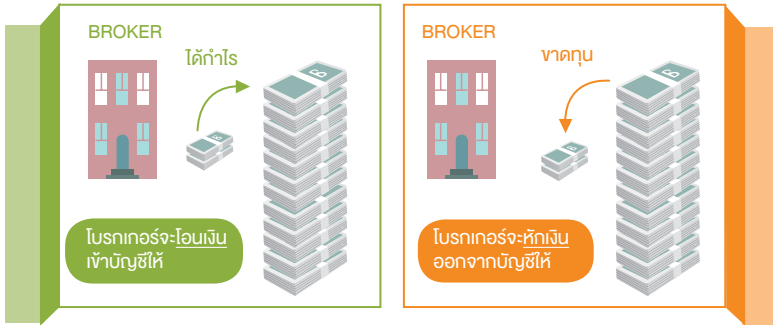 BROKER
ได้กำไร
โบรกเกอร์จะโอนเงิน
เข้าบัญชีให้
BROKER
ขาดทุน
โบรกเกอร์จะหักเงิน
ออกจากบัญชีให้